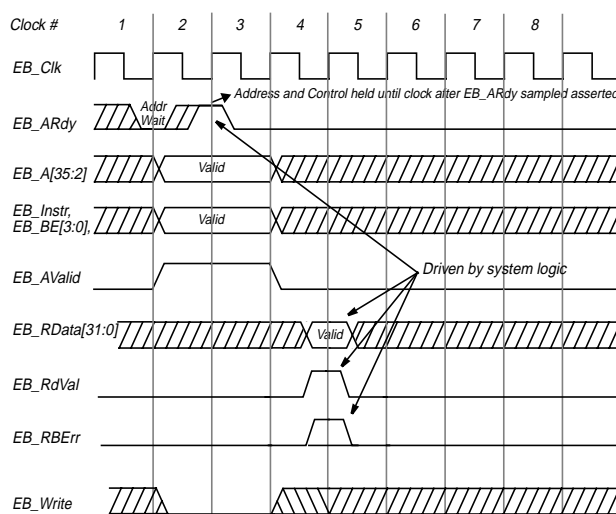 Clock # 1 2 3 4 5 6 7 8
EB_Clk
Address and Control held until clock after EB_ARdy sampled asserted
EB_ARdy
Addr
Wait
EB_A[35:2]
Valid
EB_Instr,
EB_BE[3:0],
Valid
EB_AValid
Driven by system logic
EB_RData[31:0]
Valid
EB_RdVal
EB_RBErr
EB_Write